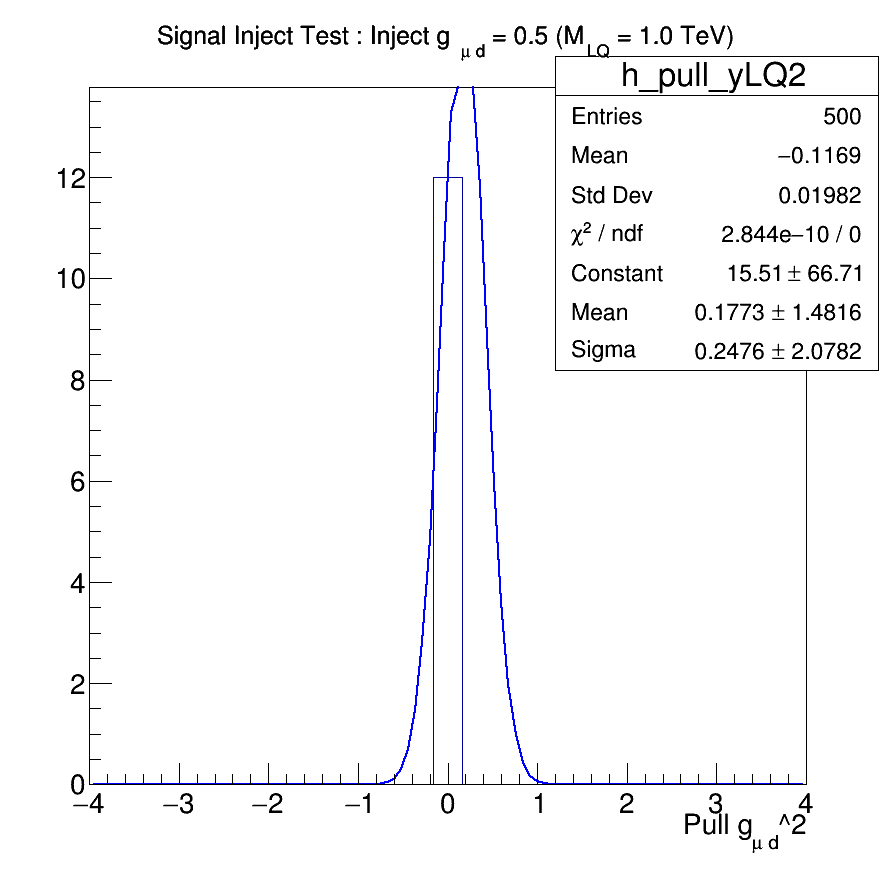 Signal Inject Test : Inject g μ d = 0.5 (M LQ = 1.0 TeV)
h_pull_yLQ2
Entries 500
Mean −0.1169
Std Dev 0.01982
χ² / ndf 2.844e−10 / 0
Constant 15.51 ± 66.71
Mean 0.1773 ± 1.4816
Sigma 0.2476 ± 2.0782
12
10
8
6
4
2
0
−4 −3 −2 −1 0 1 2 3 4
Pull g μ d ^2